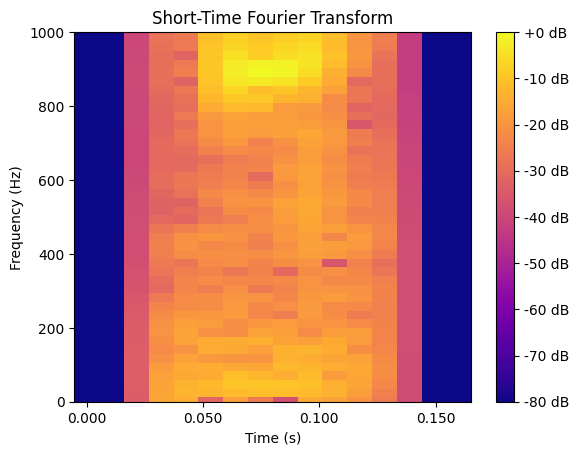 Short-Time Fourier Transform
1000
800
600
400
200
0
Frequency (Hz)
0.000
0.050
0.100
0.150
Time (s)
+0 dB
-10 dB
-20 dB
-30 dB
-40 dB
-50 dB
-60 dB
-70 dB
-80 dB